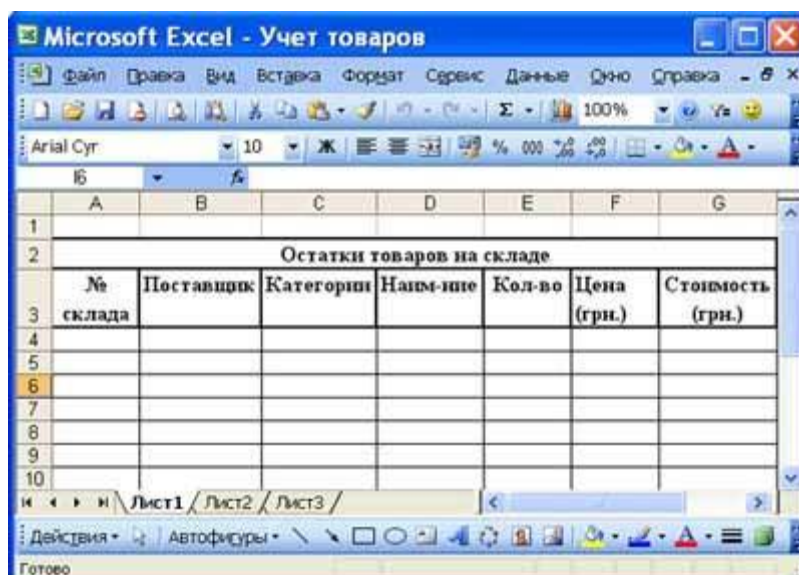 Microsoft Excel - Учет товаров
Файл Правка Вид Вставка Формат Сервис Данные Окно Справка
Σ 100%
Arial Cyr 10 Ж % 000
I6 fx
A B C D E F G
1
2 Остатки товаров на складе
№ Поставщик Категории Наим-ние Кол-во Цена Стоимость
3 склада (грн.) (грн.)
4
5
6
7
8
9
10
Лист1 Лист2 Лист3
Действия Автофигуры
Готово